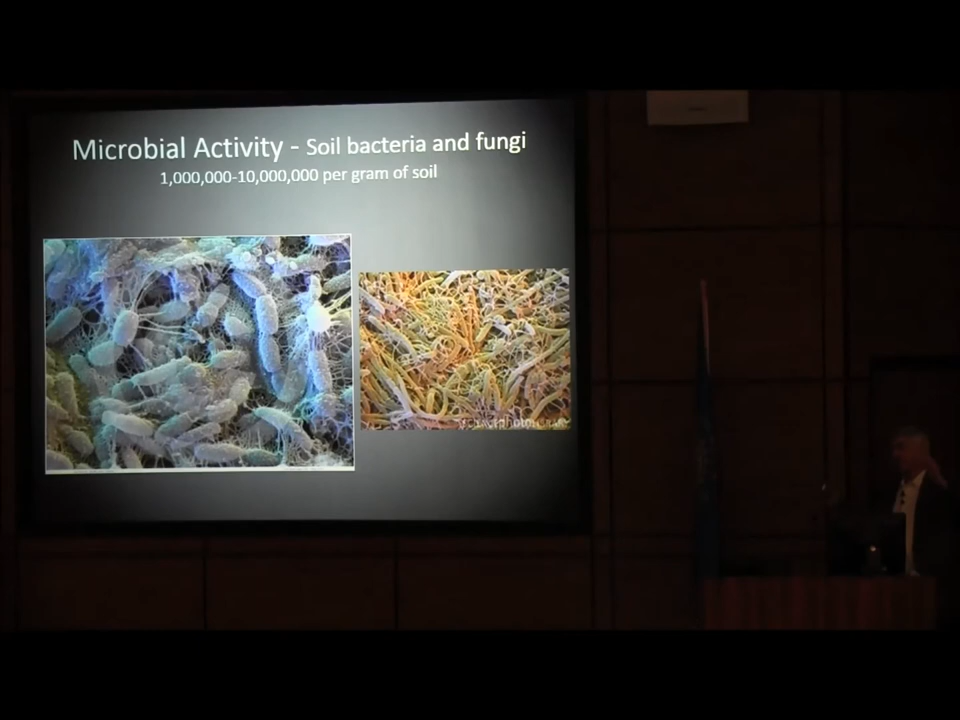 Microbial Activity - Soil bacteria and fungi
1,000,000-10,000,000 per gram of soil